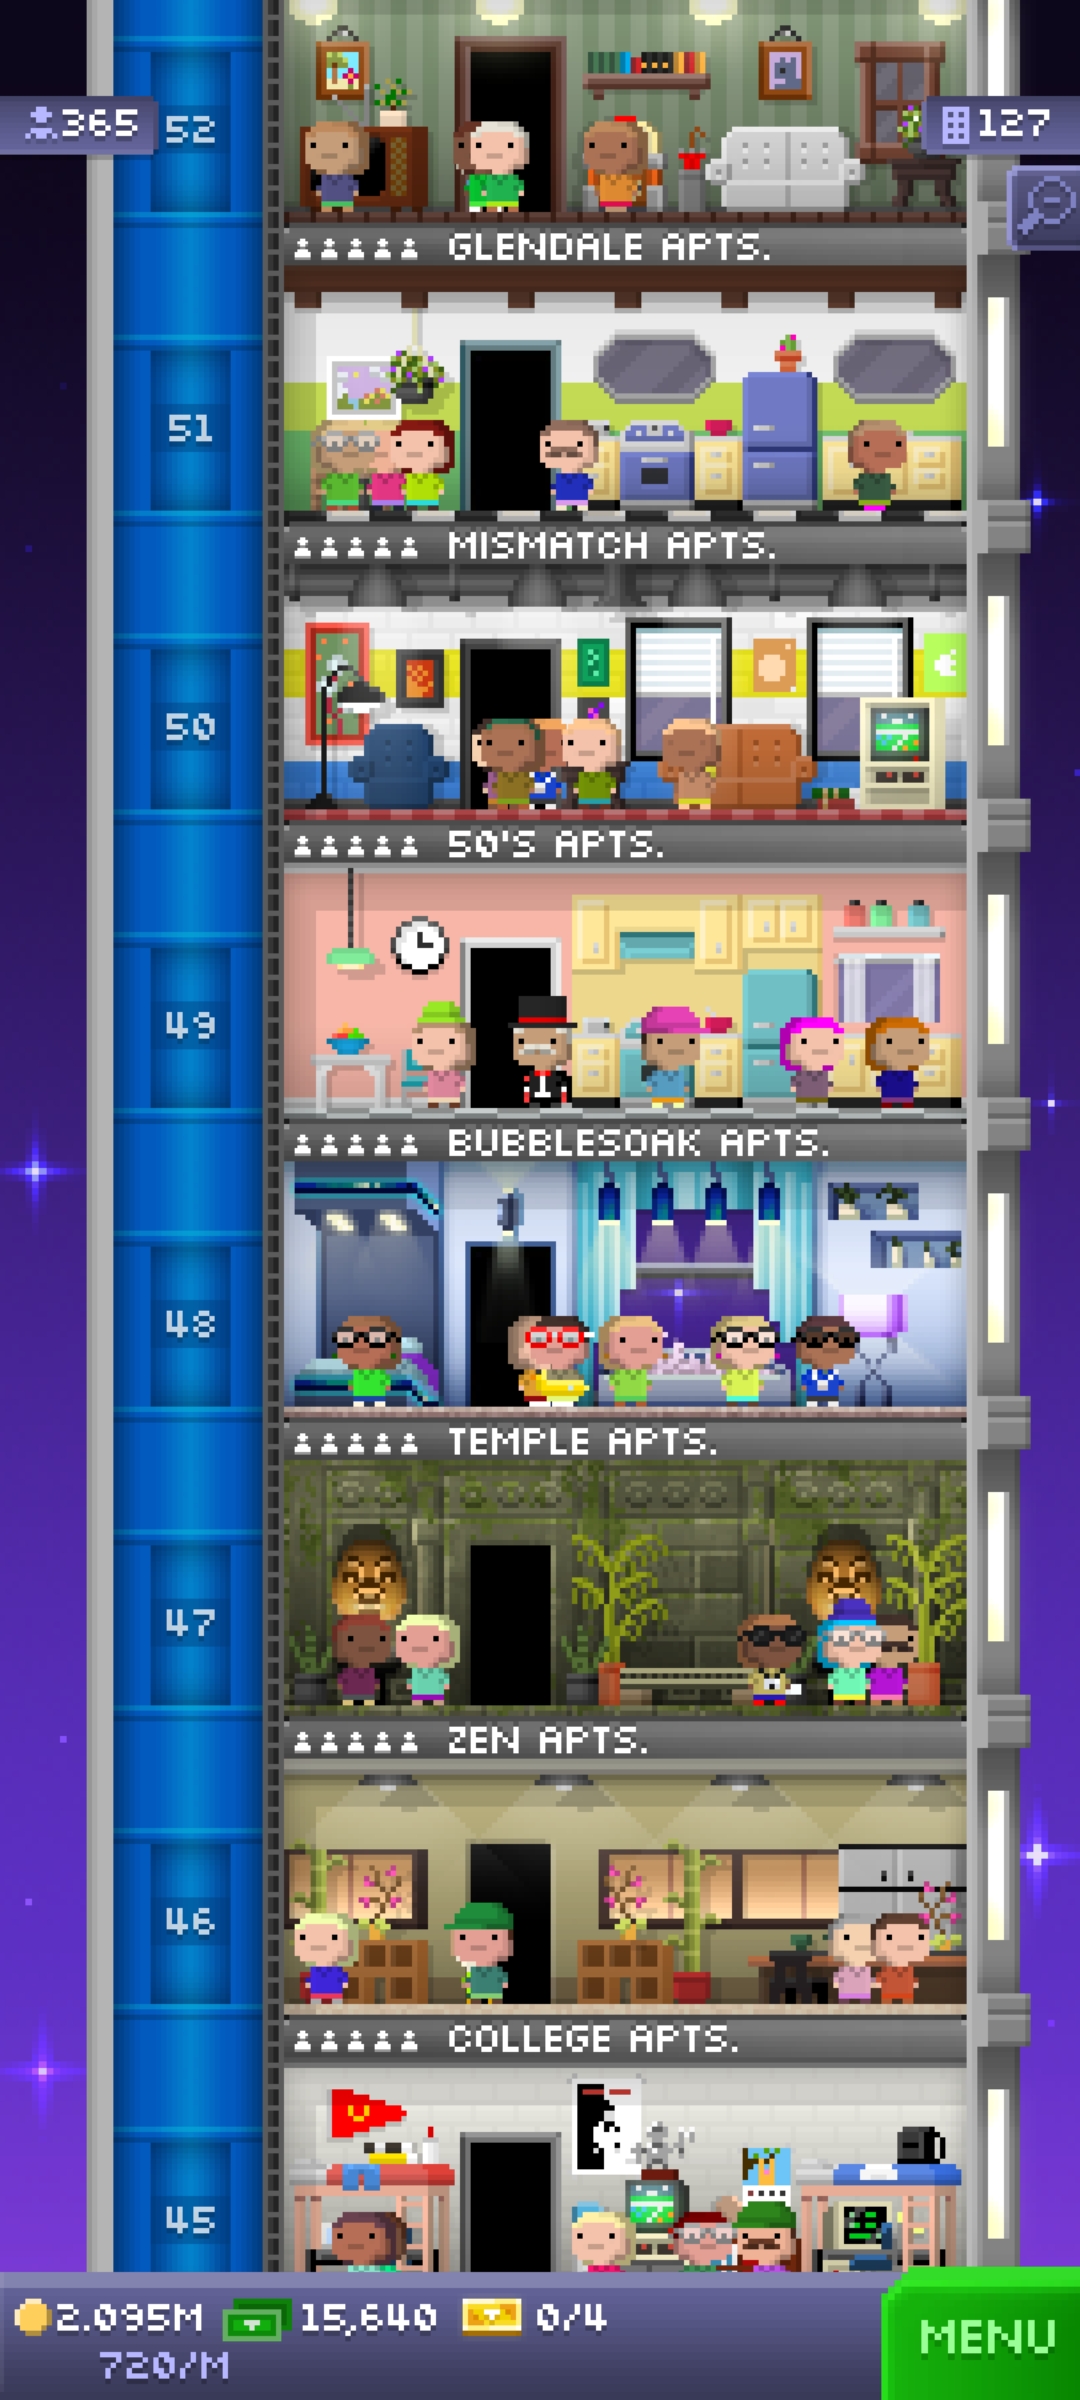 365
52
127
GLENDALE APTS.
51
MISMATCH APTS.
50
50'S APTS.
49
BUBBLESOAK APTS.
48
TEMPLE APTS.
47
ZEN APTS.
46
COLLEGE APTS.
45
2.095M 15,640 0/4
720/M
MENU